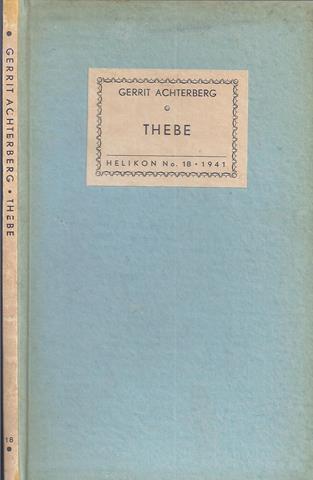 GERRIT ACHTERBERG • THEBE
18
GERRIT ACHTERBERG
THEBE
HELIKON No. 18 • 1941